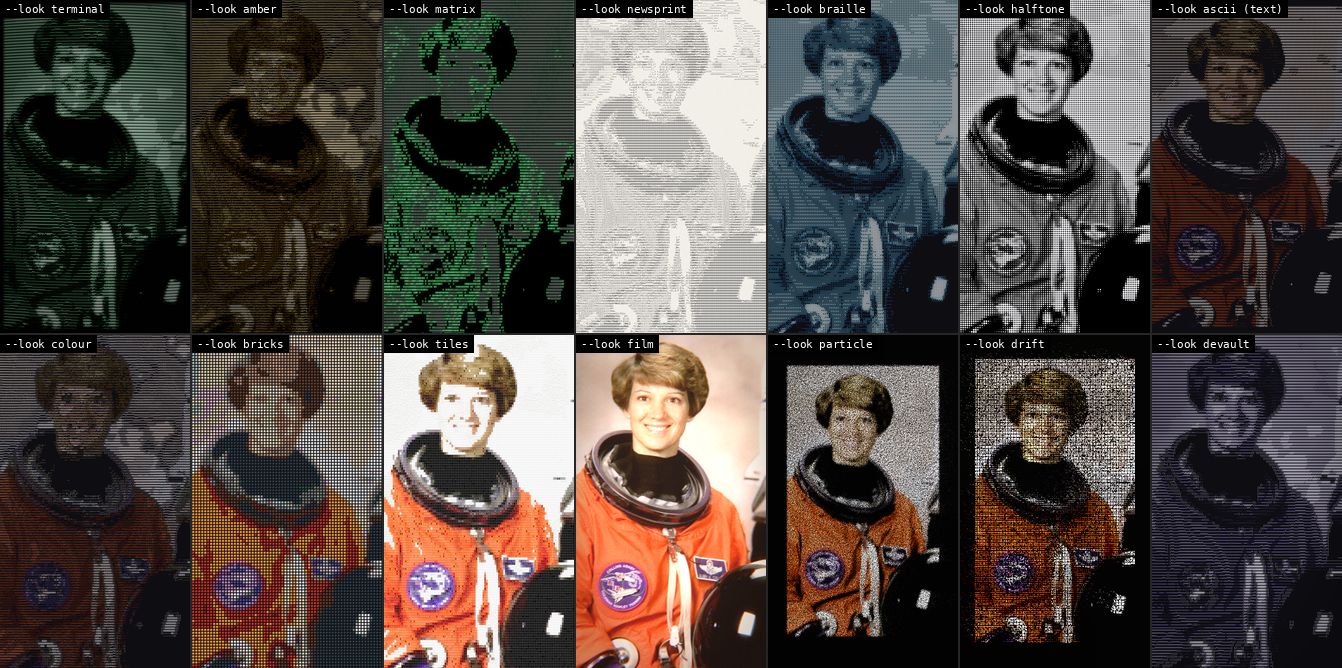 --look terminal
--look amber
--look matrix
--look newsprint
--look braille
--look halftone
--look ascii (text)
--look colour
--look bricks
--look tiles
--look film
--look particle
--look drift
--look devault